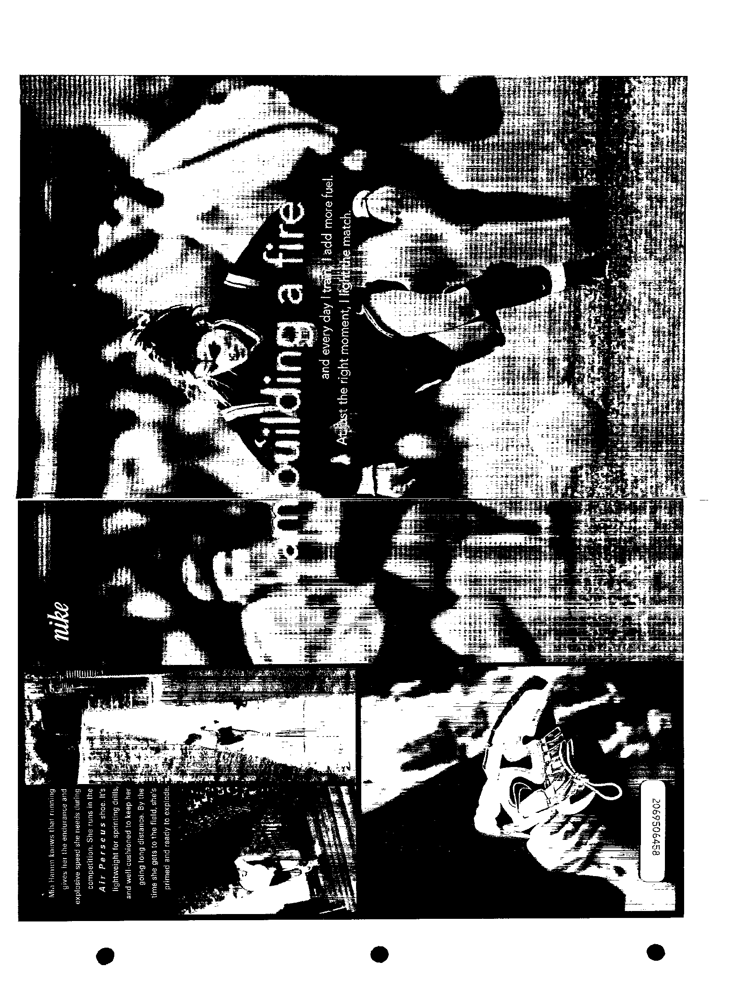 nike
am building a fire
and every day I train, I add more fuel.
At just the right moment, I light the match.
Mia Hamm knows that running
gives her the endurance and
explosive speed she needs during
competition. She runs in the
Air Perseus shoe. It's
lightweight for sprinting drills,
and well-cushioned to keep her
going long distance. By the
time she gets to the field, she's
primed and ready to explode.
2069506458